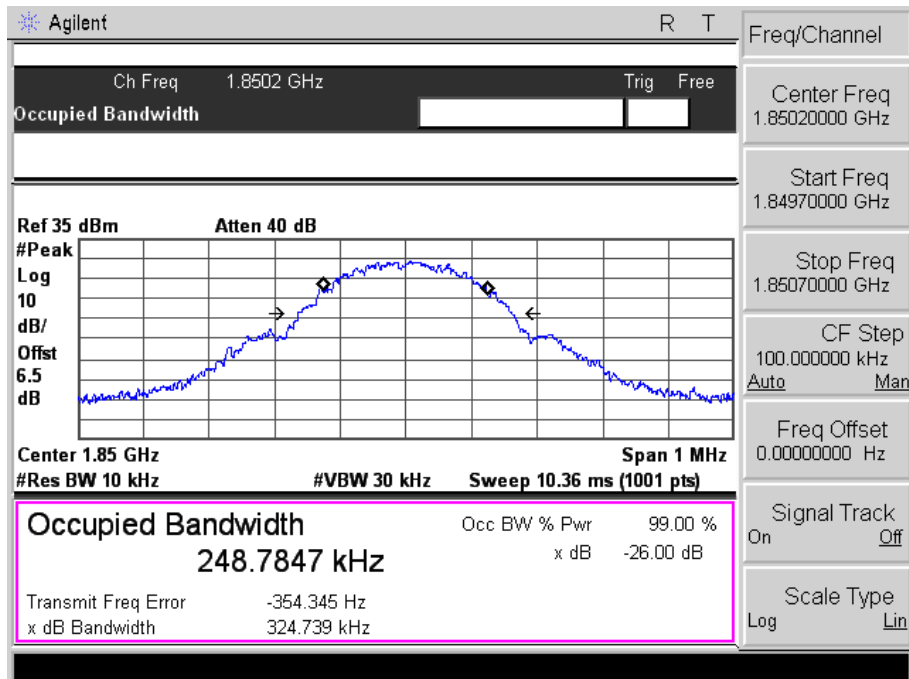 Agilent R T
Ch Freq 1.8502 GHz Trig Free
Occupied Bandwidth
Ref 35 dBm Atten 40 dB
#Peak
Log
10
dB/
Offst
6.5
dB
Center 1.85 GHz Span 1 MHz
#Res BW 10 kHz #VBW 30 kHz Sweep 10.36 ms (1001 pts)
Occupied Bandwidth
248.7847 kHz
Occ BW % Pwr 99.00 %
x dB -26.00 dB
Transmit Freq Error -354.345 Hz
x dB Bandwidth 324.739 kHz
Freq/Channel
Center Freq
1.85020000 GHz
Start Freq
1.84970000 GHz
Stop Freq
1.85070000 GHz
CF Step
100.000000 kHz
Auto Man
Freq Offset
0.00000000 Hz
Signal Track
On Off
Scale Type
Log Lin